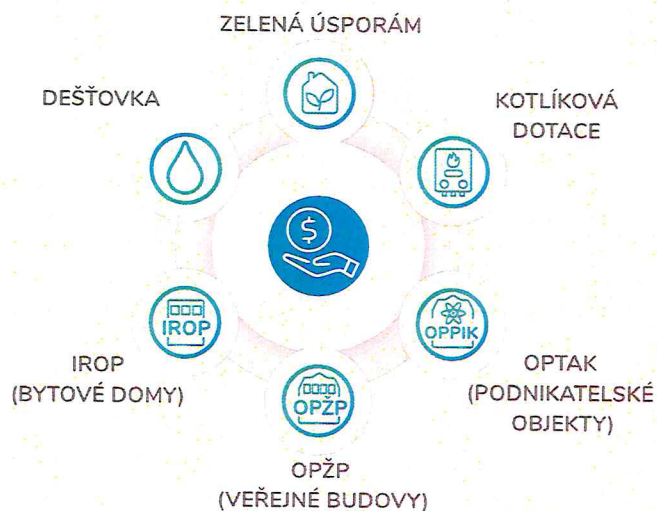 ZELENÁ ÚSPORÁM
DEŠŤOVKA
KOTLÍKOVÁ
DOTACE
$
IROP
OPPIK
IROP
(BYTOVÉ DOMY)
OPŽP
OPTAK
(PODNIKATELSKÉ
OBJEKTY)
OPŽP
(VEŘEJNÉ BUDOVY)